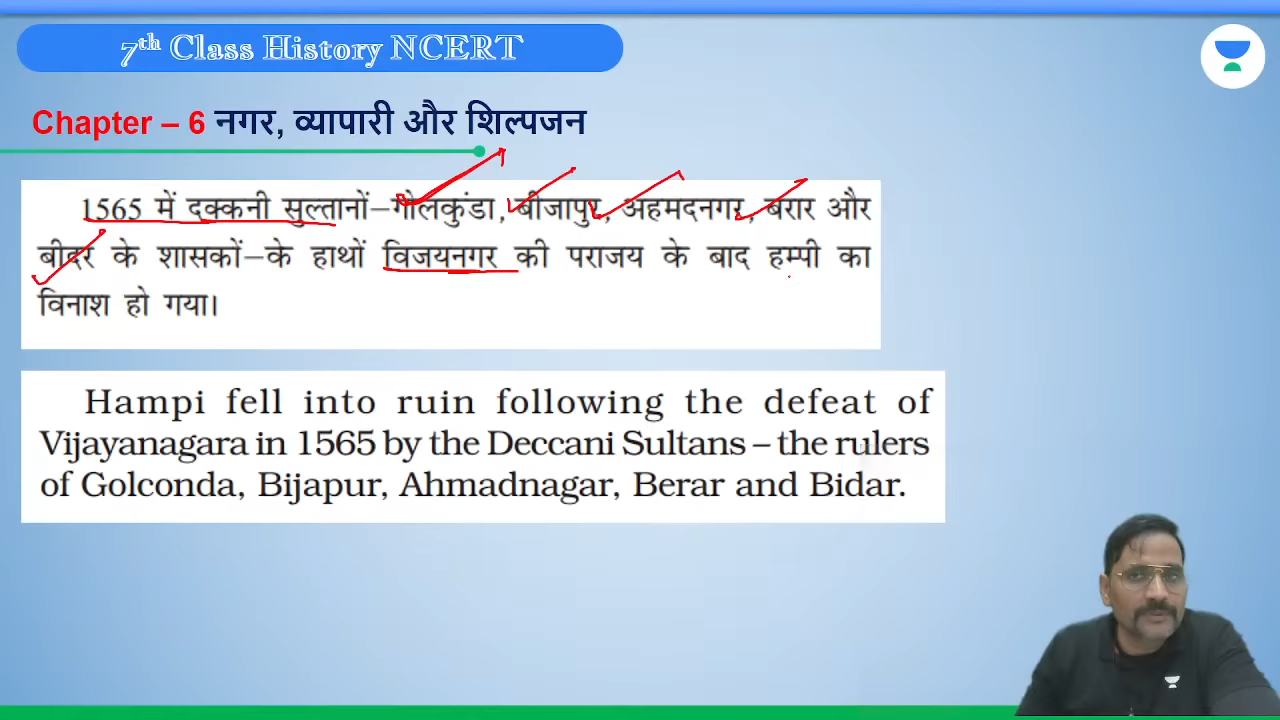 7th Class History NCERT
Chapter – 6 नगर, व्यापारी और शिल्पजन
1565 में दक्कनी सुल्तानों–गोलकुंडा, बीजापुर, अहमदनगर, बरार और
बीदर के शासकों–के हाथों विजयनगर की पराजय के बाद हम्पी का
विनाश हो गया।
Hampi fell into ruin following the defeat of
Vijayanagara in 1565 by the Deccani Sultans – the rulers
of Golconda, Bijapur, Ahmadnagar, Berar and Bidar.